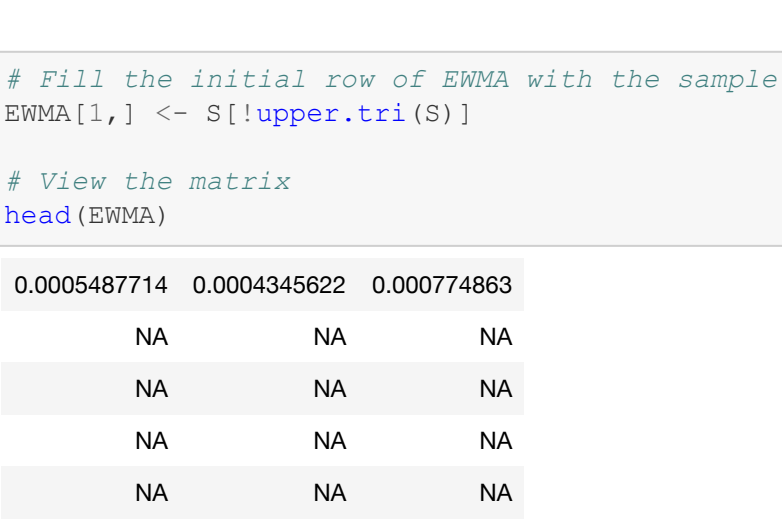 # Fill the initial row of EWMA with the sample
EWMA[1,] <- S[!upper.tri(S)]
# View the matrix
head(EWMA)
0.0005487714 0.0004345622 0.000774863
NA NA NA
NA NA NA
NA NA NA
NA NA NA